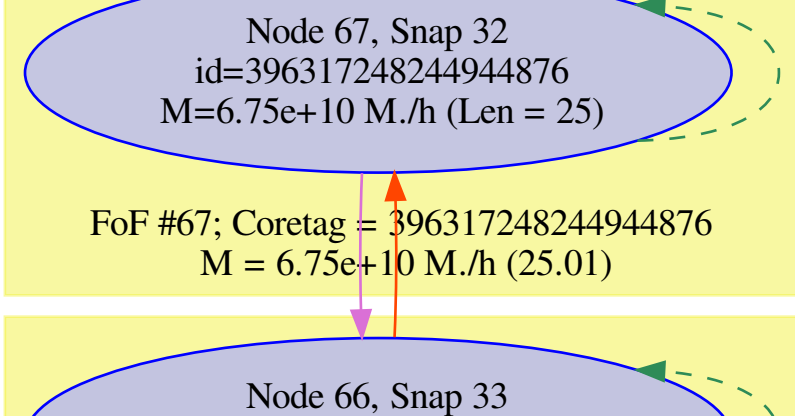 Node 67, Snap 32
id=396317248244944876
M=6.75e+10 M./h (Len = 25)
FoF #67; Coretag = 396317248244944876
M = 6.75e+10 M./h (25.01)
Node 66, Snap 33